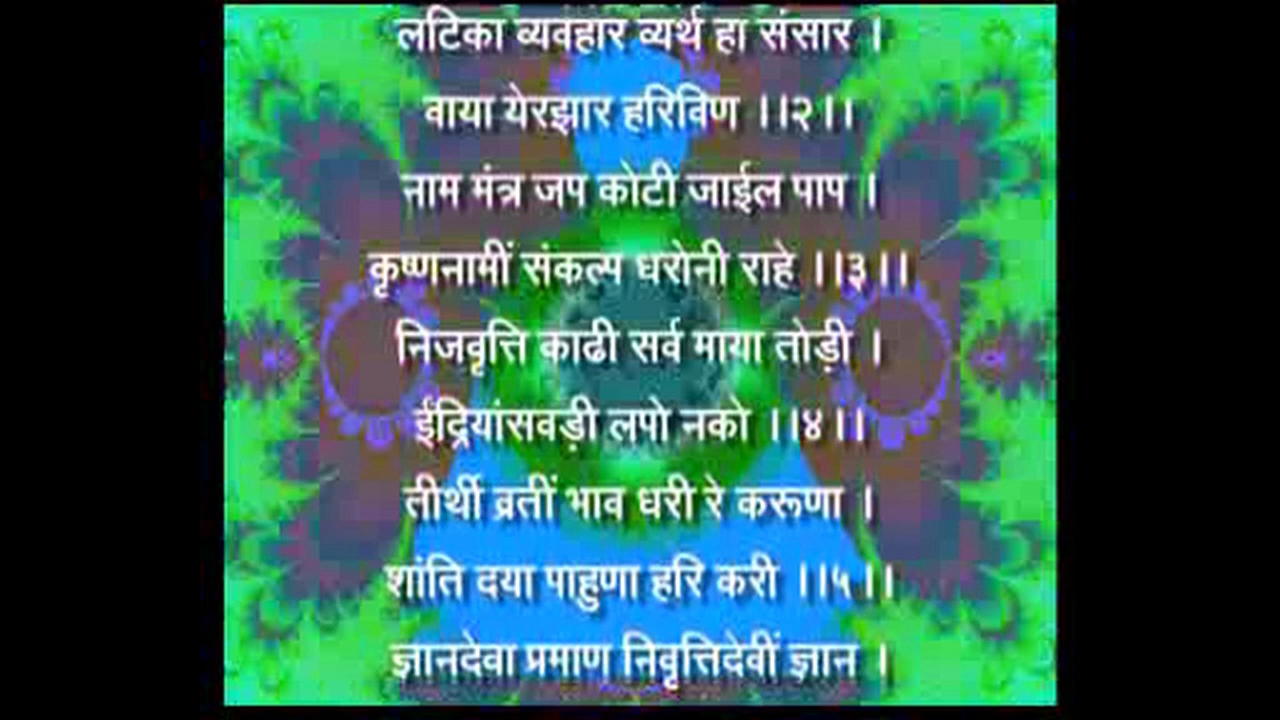 लटिका व्यवहार व्यर्थ हा संसार ।
वाया येरझार हरिविण ।।२।।
नाम मंत्र जप कोटी जाईल पाप ।
कृष्णनामीं संकल्प धरोनी राहे ।।३।।
निजवृत्ति काढी सर्व माया तोड़ी ।
ईंद्रियांसवड़ी लपो नको ।।४।।
तीर्थी व्रतीं भाव धरी रे करूणा ।
शांति दया पाहुणा हरि करी ।।५।।
ज्ञानदेवा प्रमाण निवृत्तिदेवीं ज्ञान ।